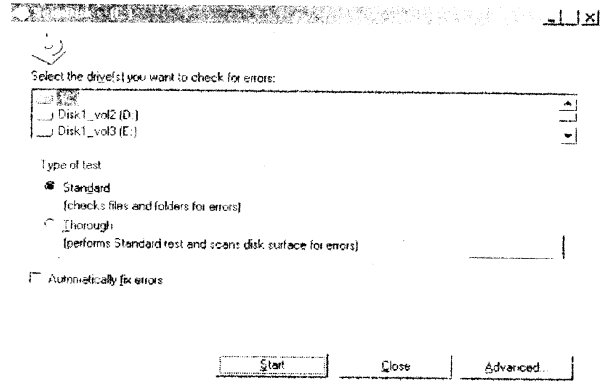 Select the drive(s) you want to check for errors:
Disk1_vol2 (D:)
Disk1_vol3 (E:)
Type of test
Standard
(checks files and folders for errors)
Thorough
(performs Standard test and scans disk surface for errors)
Automatically fix errors
Start
Close
Advanced...